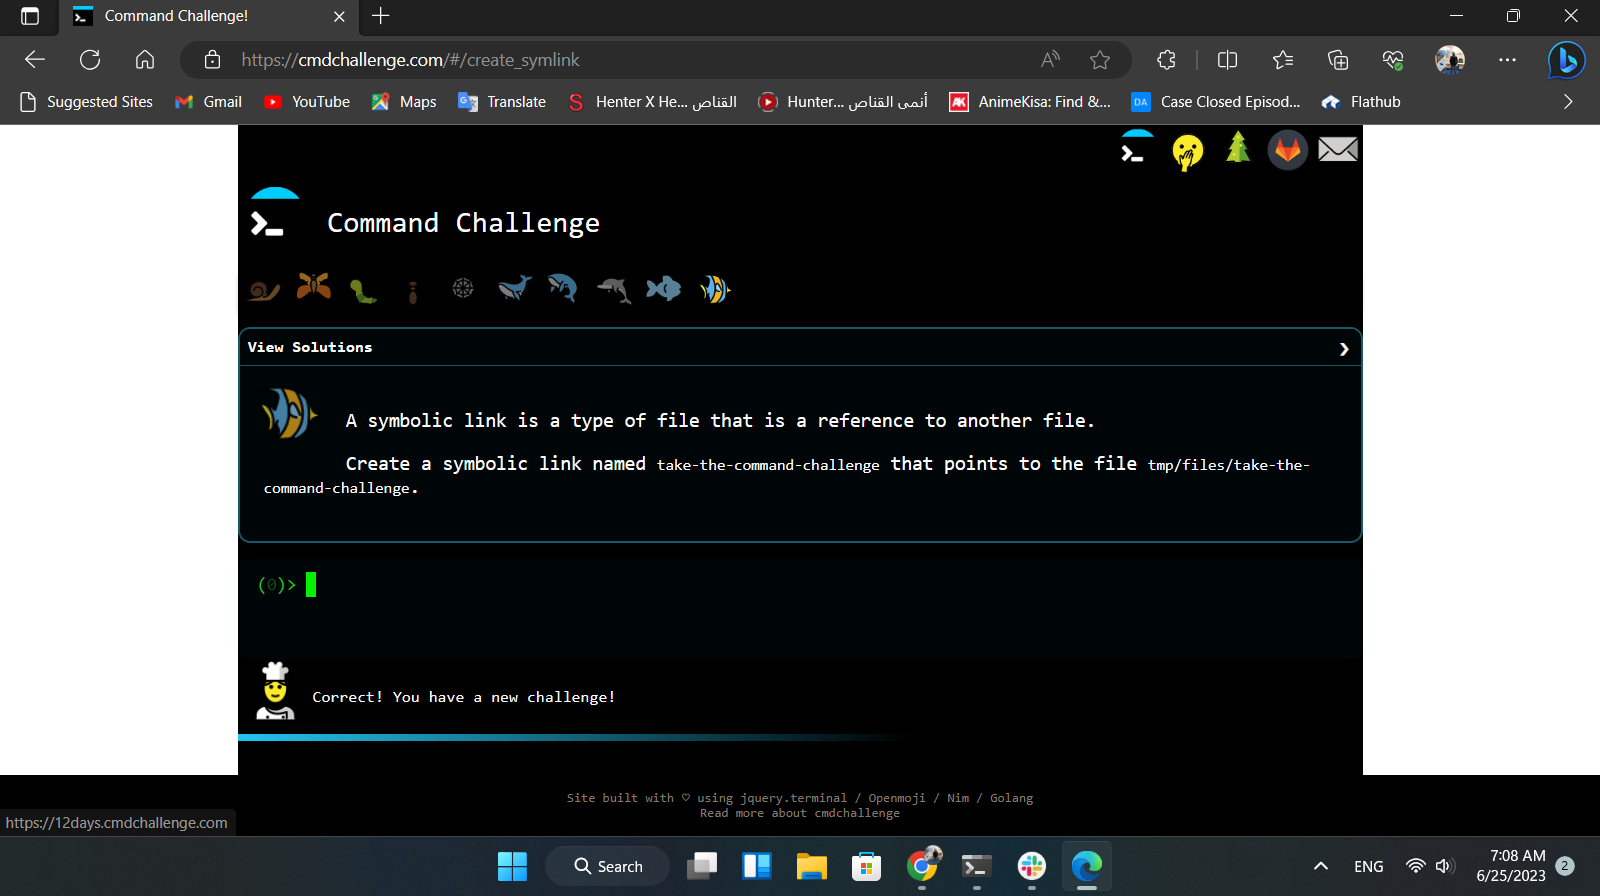 Command Challenge!
https://cmdchallenge.com/#/create_symlink
Suggested Sites Gmail YouTube Maps Translate Henter X He... القناص Hunter... أنمى القناص AnimeKisa: Find &... Case Closed Episod... Flathub
Command Challenge
View Solutions
A symbolic link is a type of file that is a reference to another file.
Create a symbolic link named take-the-command-challenge that points to the file tmp/files/take-the-
command-challenge.
(0)>
Correct! You have a new challenge!
Site built with ♡ using jquery.terminal / Openmoji / Nim / Golang
Read more about cmdchallenge
https://12days.cmdchallenge.com
Search
ENG
7:08 AM
6/25/2023
2